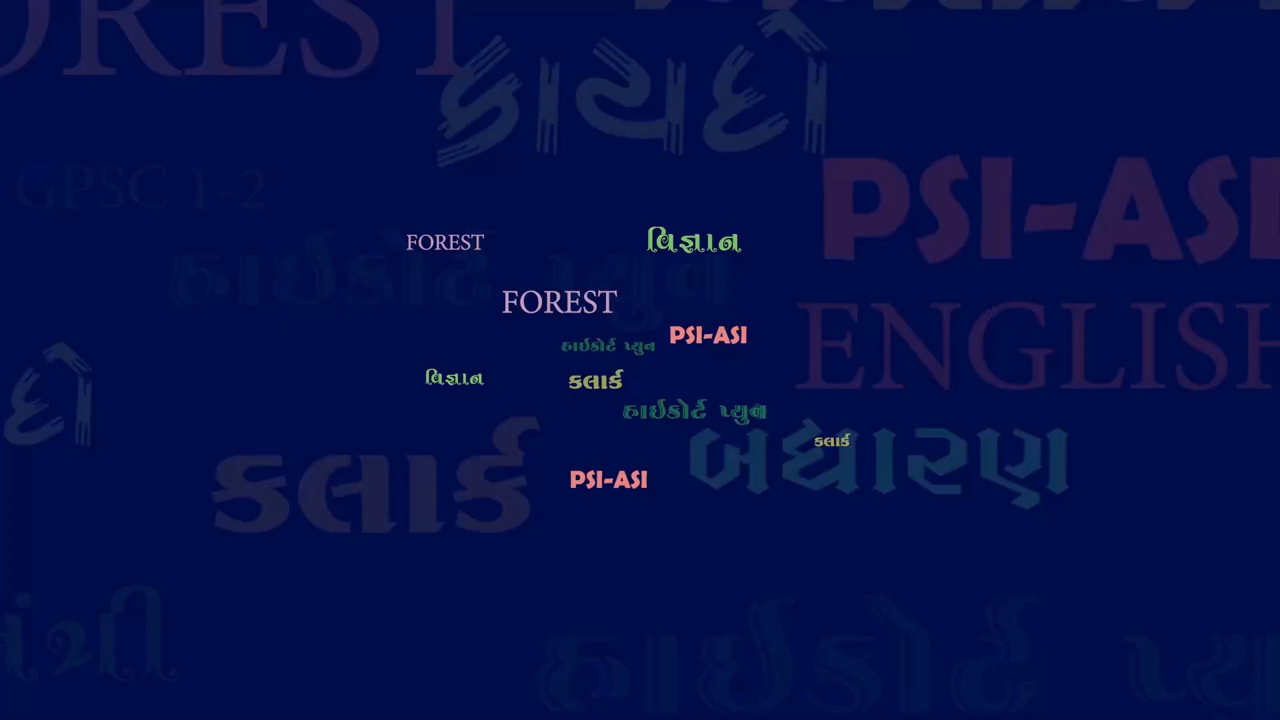 કાયદો
GPSC 1-2
PSI-ASI
FOREST
વિજ્ઞાન
હાઈકોર્ટ પ્યુન
FOREST
ENGLISH
PSI-ASI
હાઈકોર્ટ પ્યુન
વિજ્ઞાન
કલાર્ક
હાઈકોર્ટ પ્યુન
કલાર્ક
બધારણ
કલાર્ક
PSI-ASI
હાઈકોર્ટ